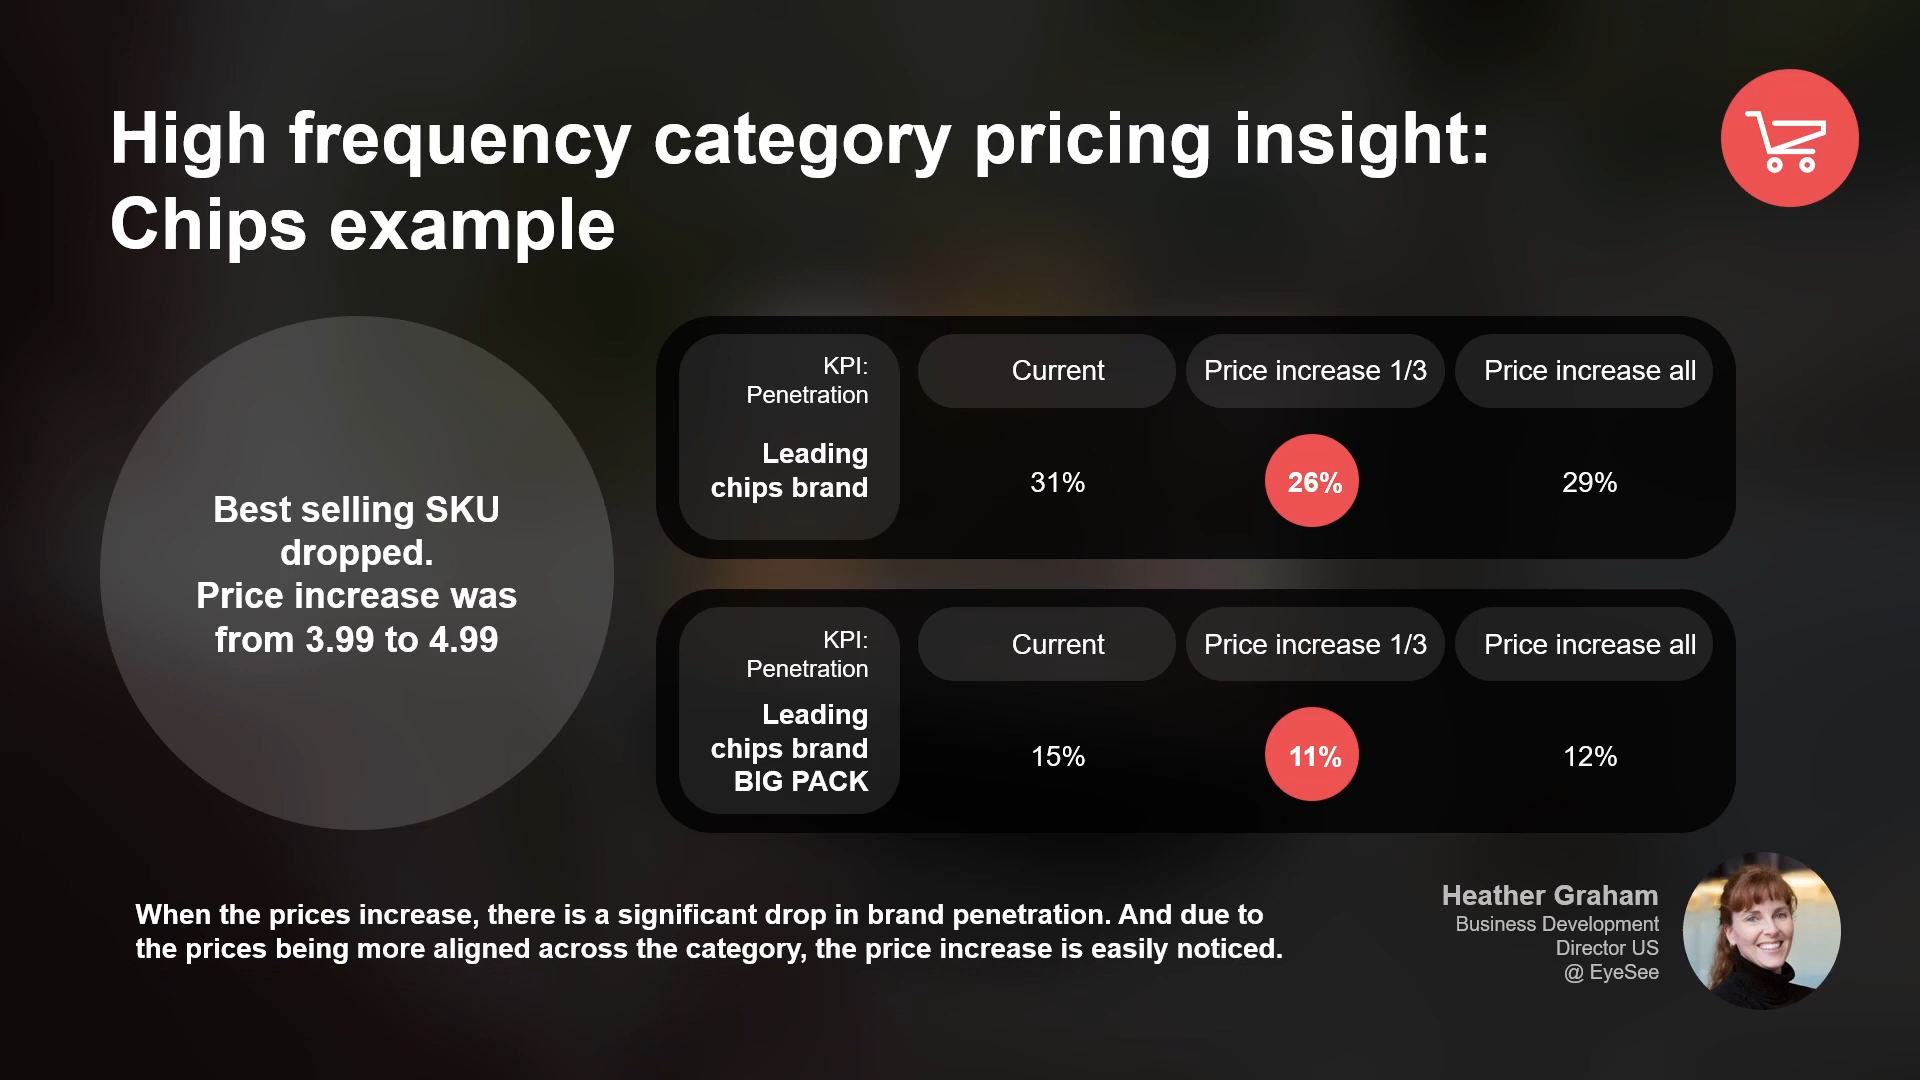 High frequency category pricing insight:
Chips example
Best selling SKU
dropped.
Price increase was
from 3.99 to 4.99
KPI:
Penetration
Current
Price increase 1/3
Price increase all
Leading
chips brand
31%
26%
29%
KPI:
Penetration
Current
Price increase 1/3
Price increase all
Leading
chips brand
BIG PACK
15%
11%
12%
When the prices increase, there is a significant drop in brand penetration. And due to
the prices being more aligned across the category, the price increase is easily noticed.
Heather Graham
Business Development
Director US
@ EyeSee